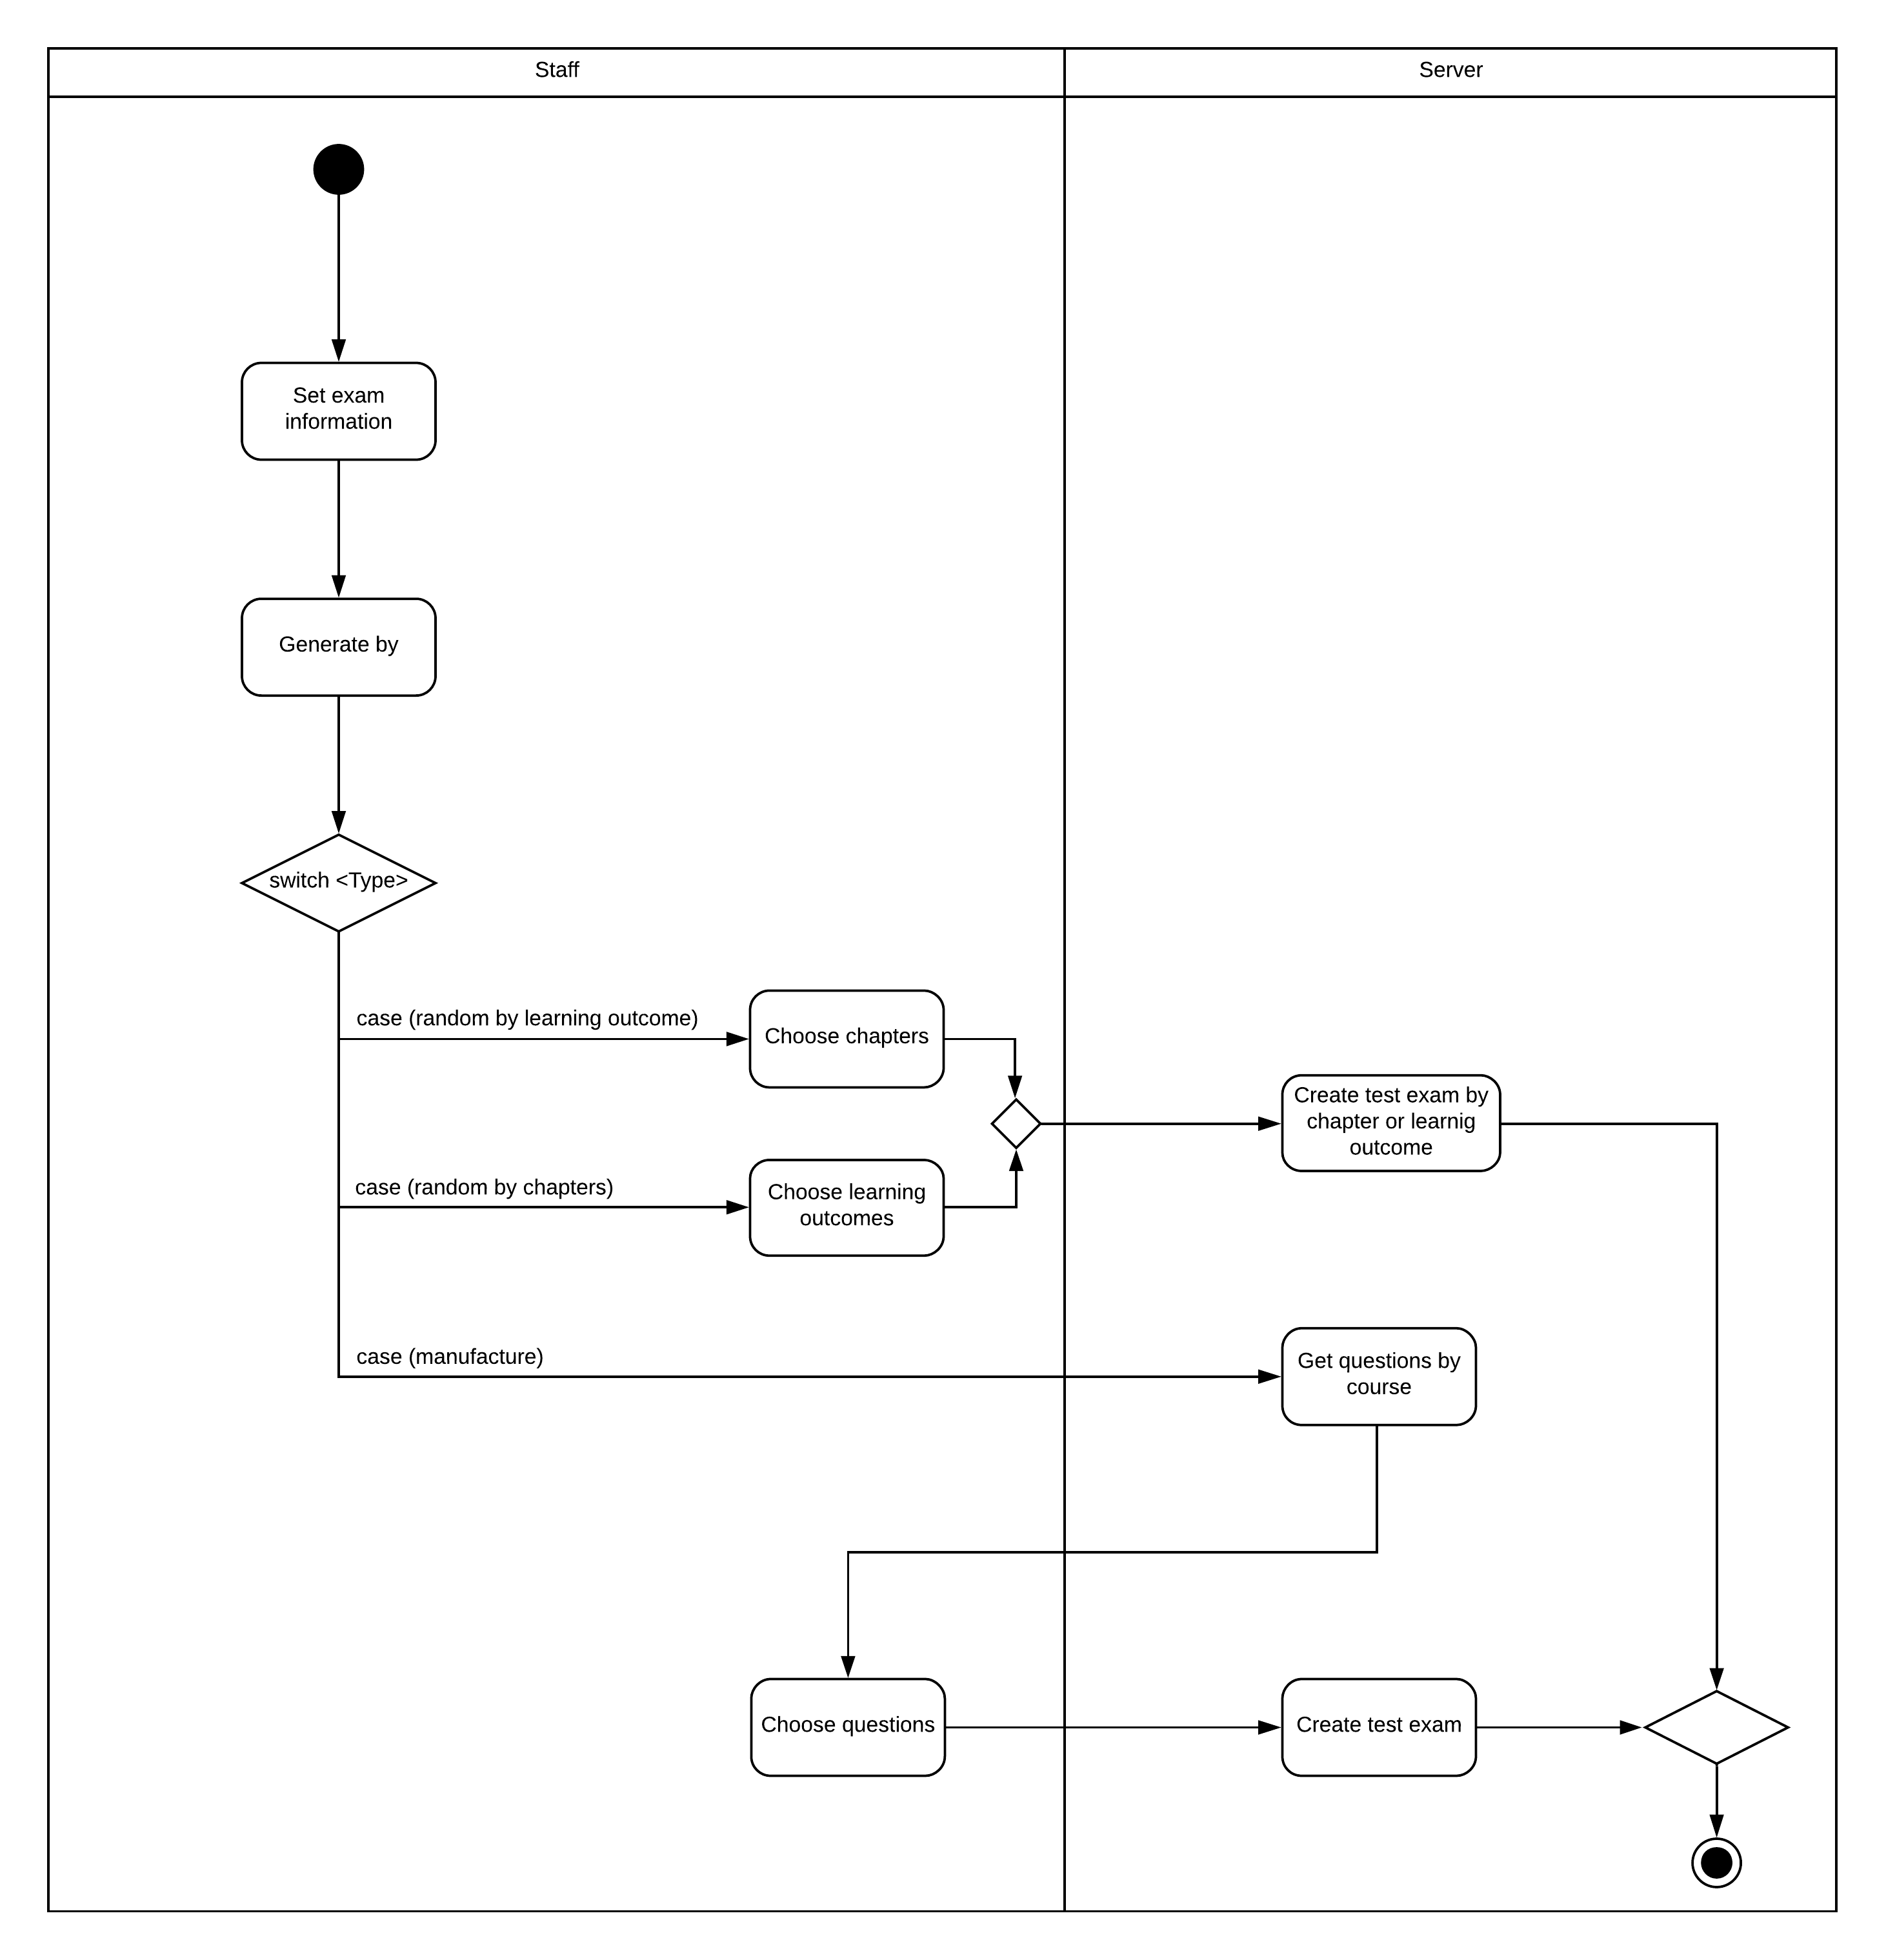 Staff
Server
Set exam
information
Generate by
switch <Type>
case (random by learning outcome)
Choose chapters
Create test exam by
chapter or learnig
outcome
case (random by chapters)
Choose learning
outcomes
case (manufacture)
Get questions by
course
Choose questions
Create test exam